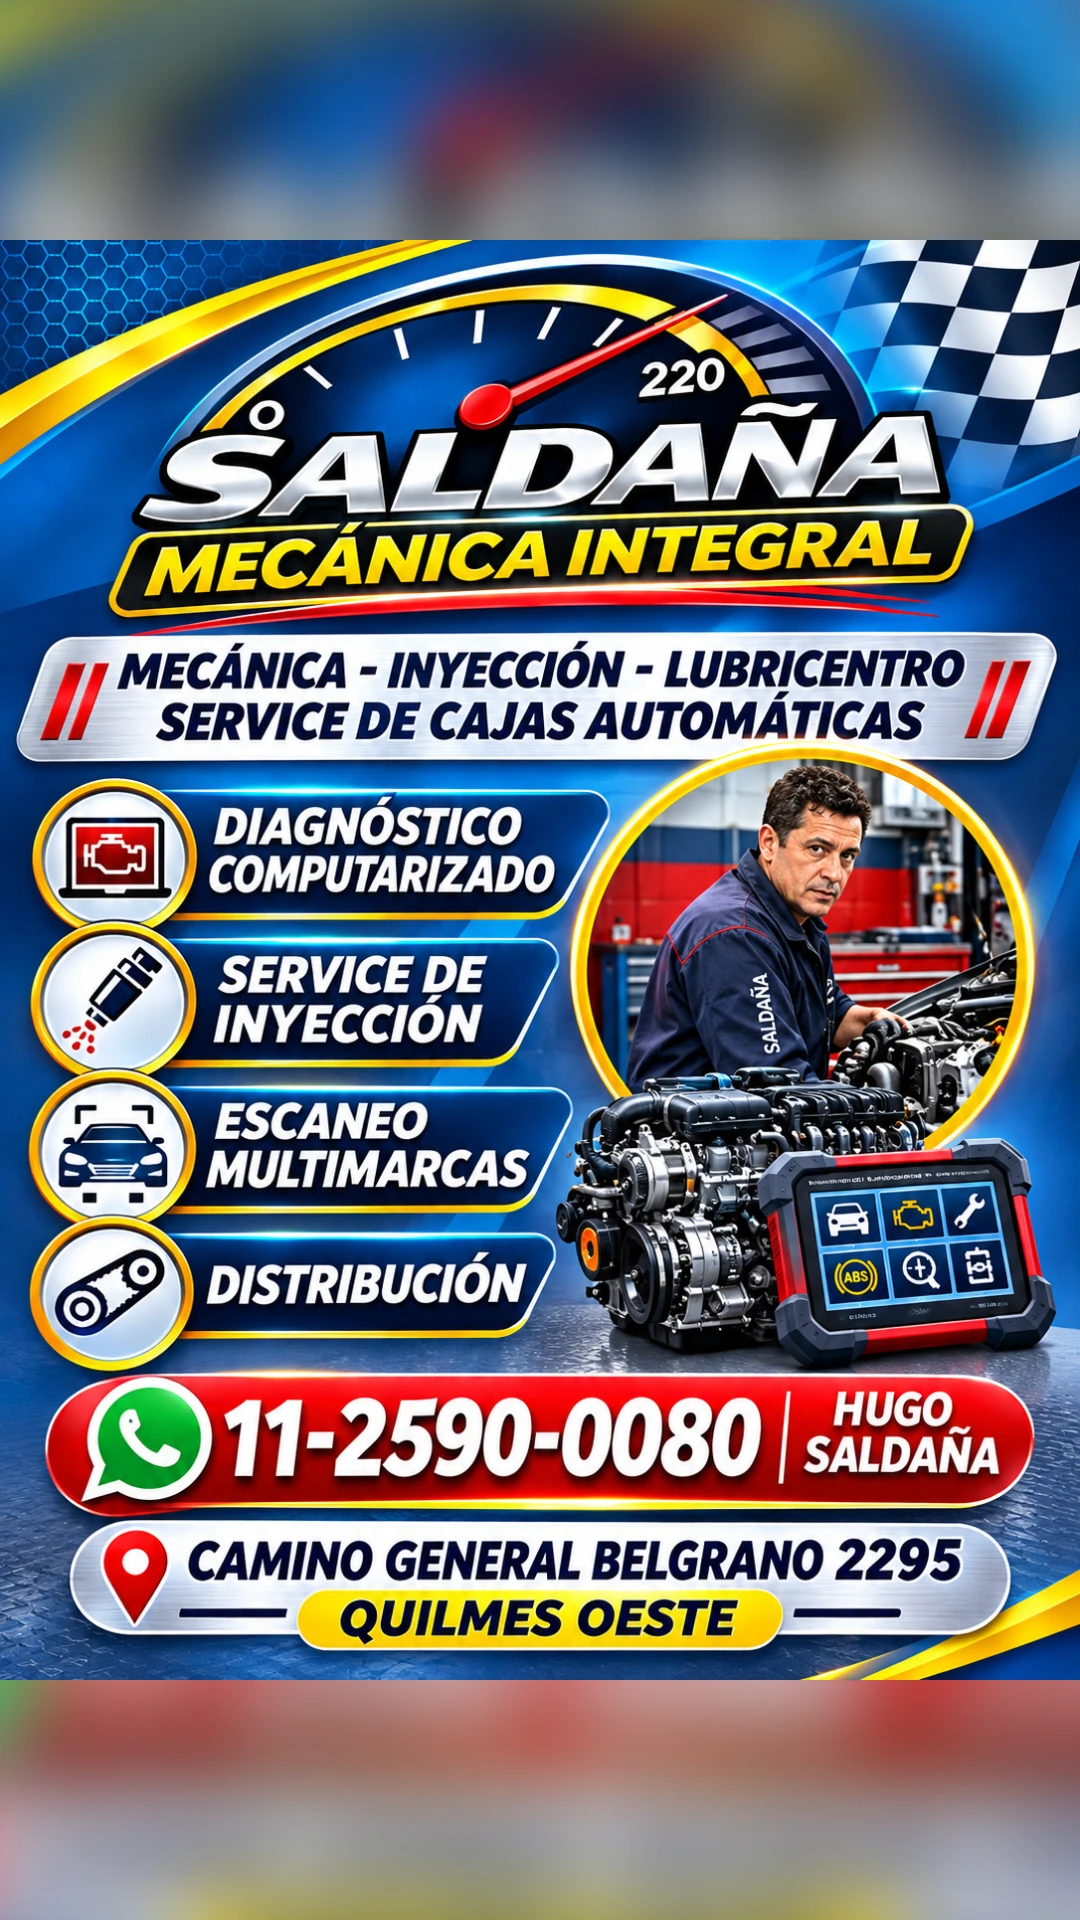 0
220
SALDAÑA
MECÁNICA INTEGRAL
MECÁNICA - INYECCIÓN - LUBRICENTRO
SERVICE DE CAJAS AUTOMÁTICAS
DIAGNÓSTICO
COMPUTARIZADO
SERVICE DE
INYECCIÓN
SALDAÑA
ESCANEO
MULTIMARCAS
ABS
DISTRIBUCIÓN
11-2590-0080
HUGO
SALDAÑA
CAMINO GENERAL BELGRANO 2295
QUILMES OESTE